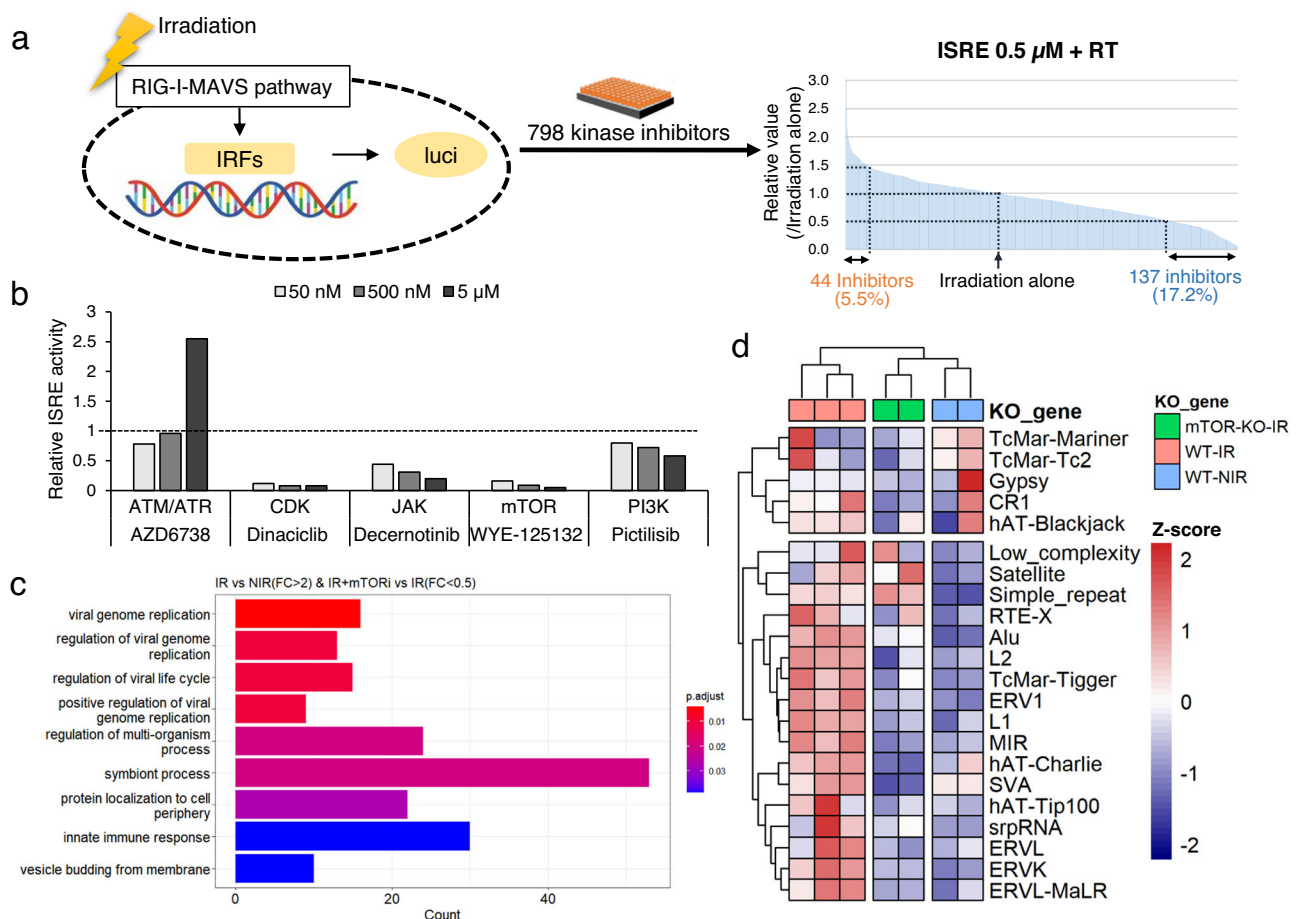 a
Irradiation
RIG-I-MAVS pathway
IRFs
luci
798 kinase inhibitors
ISRE 0.5 µM + RT
Relative value
(/Irradiation alone)
3.0
2.5
2.0
1.5
1.0
0.5
0.0
44 Inhibitors
(5.5%)
Irradiation alone
137 inhibitors
(17.2%)
b
50 nM 500 nM 5 µM
Relative ISRE activity
3
2.5
2
1.5
1
0.5
0
ATM/ATR CDK JAK mTOR PI3K
AZD6738 Dinaciclib Decernotinib WYE-125132 Pictilisib
c
IR vs NIR(FC>2) & IR+mTORi vs IR(FC<0.5)
viral genome replication
regulation of viral genome
replication
regulation of viral life cycle
positive regulation of viral
genome replication
regulation of multi-organism
process
symbiont process
protein localization to cell
periphery
innate immune response
vesicle budding from membrane
0 20 40
Count
p.adjust
0.01
0.02
0.03
d
KO_gene
TcMar-Mariner
TcMar-Tc2
Gypsy
CR1
hAT-Blackjack
Low_complexity
Satellite
Simple_repeat
RTE-X
Alu
L2
TcMar-Tigger
ERV1
L1
MIR
hAT-Charlie
SVA
hAT-Tip100
srpRNA
ERVL
ERVK
ERVL-MaLR
KO_gene
mTOR-KO-IR
WT-IR
WT-NIR
Z-score
2
1
0
-1
-2